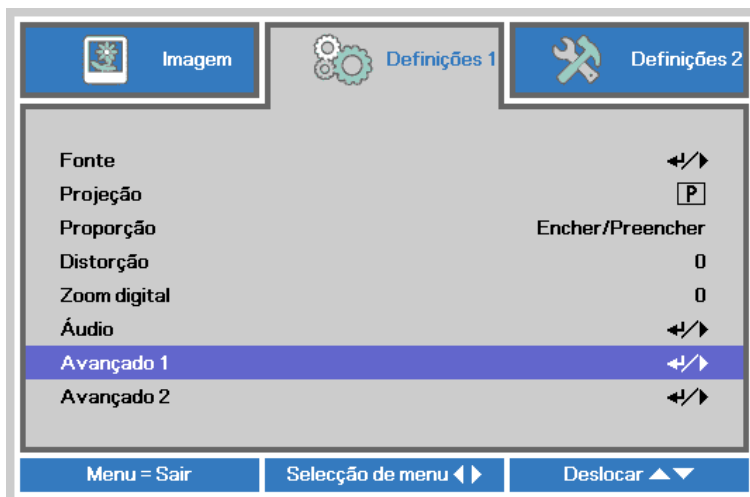 Imagem
Definições 1
Definições 2
Fonte
Projeção P
Proporção Encher/Preencher
Distorção 0
Zoom digital 0
Áudio
Avançado 1
Avançado 2
Menu = Sair
Selecção de menu
Deslocar